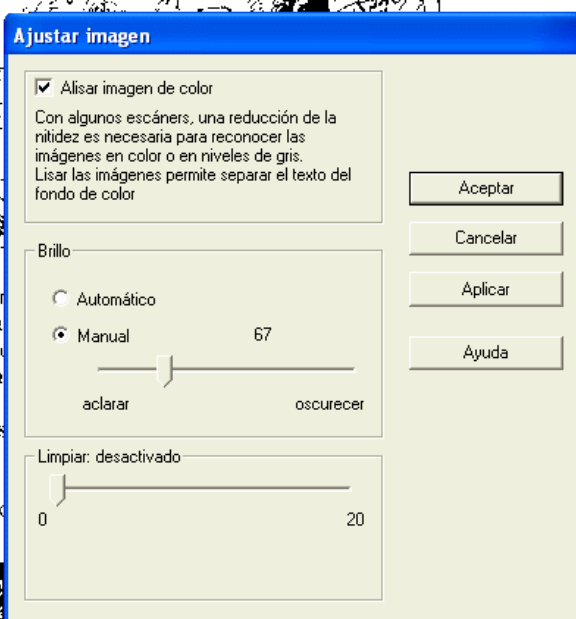 Ajustar imagen
Alisar imagen de color
Con algunos escáners, una reducción de la
nitidez es necesaria para reconocer las
imágenes en color o en niveles de gris.
Lisar las imágenes permite separar el texto del
fondo de color
Brillo
Automático
Manual 67
aclarar oscurecer
Limpiar: desactivado
0 20
Aceptar
Cancelar
Aplicar
Ayuda